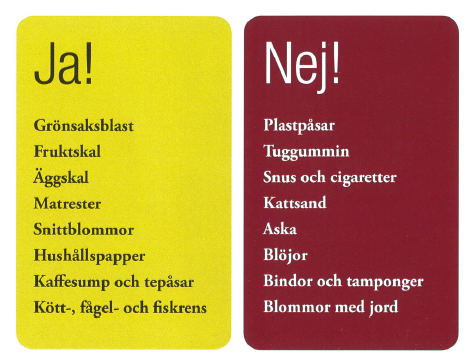 Ja!
Grönsaksblast
Fruktskal
Äggskal
Matrester
Snittblommor
Hushållspapper
Kaffesump och tepåsar
Kött-, fågel- och fiskrens
Nej!
Plastpåsar
Tuggummin
Snus och cigaretter
Kattsand
Aska
Blöjor
Bindor och tamponger
Blommor med jord